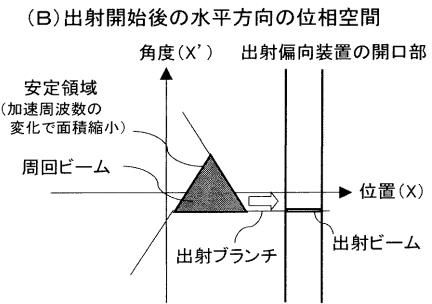 (B)出射開始後の水平方向の位相空間
角度(X')
出射偏向装置の開口部
安定領域
(加速周波数の
変化で面積縮小)
周回ビーム
位置(X)
出射ブランチ
出射ビーム